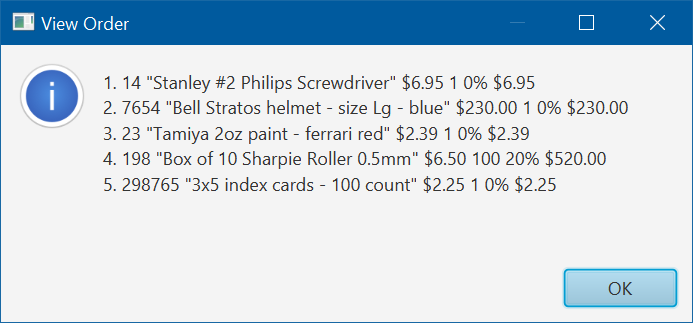 View Order
1. 14 "Stanley #2 Philips Screwdriver" $6.95 1 0% $6.95
2. 7654 "Bell Stratos helmet - size Lg - blue" $230.00 1 0% $230.00
3. 23 "Tamiya 2oz paint - ferrari red" $2.39 1 0% $2.39
4. 198 "Box of 10 Sharpie Roller 0.5mm" $6.50 100 20% $520.00
5. 298765 "3x5 index cards - 100 count" $2.25 1 0% $2.25
OK